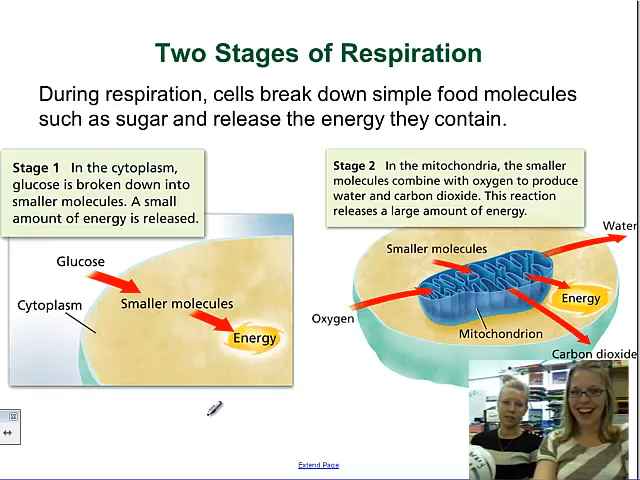 Two Stages of Respiration
During respiration, cells break down simple food molecules
such as sugar and release the energy they contain.
Stage 1 In the cytoplasm,
glucose is broken down into
smaller molecules. A small
amount of energy is released.
Glucose
Cytoplasm
Smaller molecules
Energy
Stage 2 In the mitochondria, the smaller
molecules combine with oxygen to produce
water and carbon dioxide. This reaction
releases a large amount of energy.
Water
Smaller molecules
Energy
Oxygen
Mitochondrion
Carbon dioxide
Extend Page